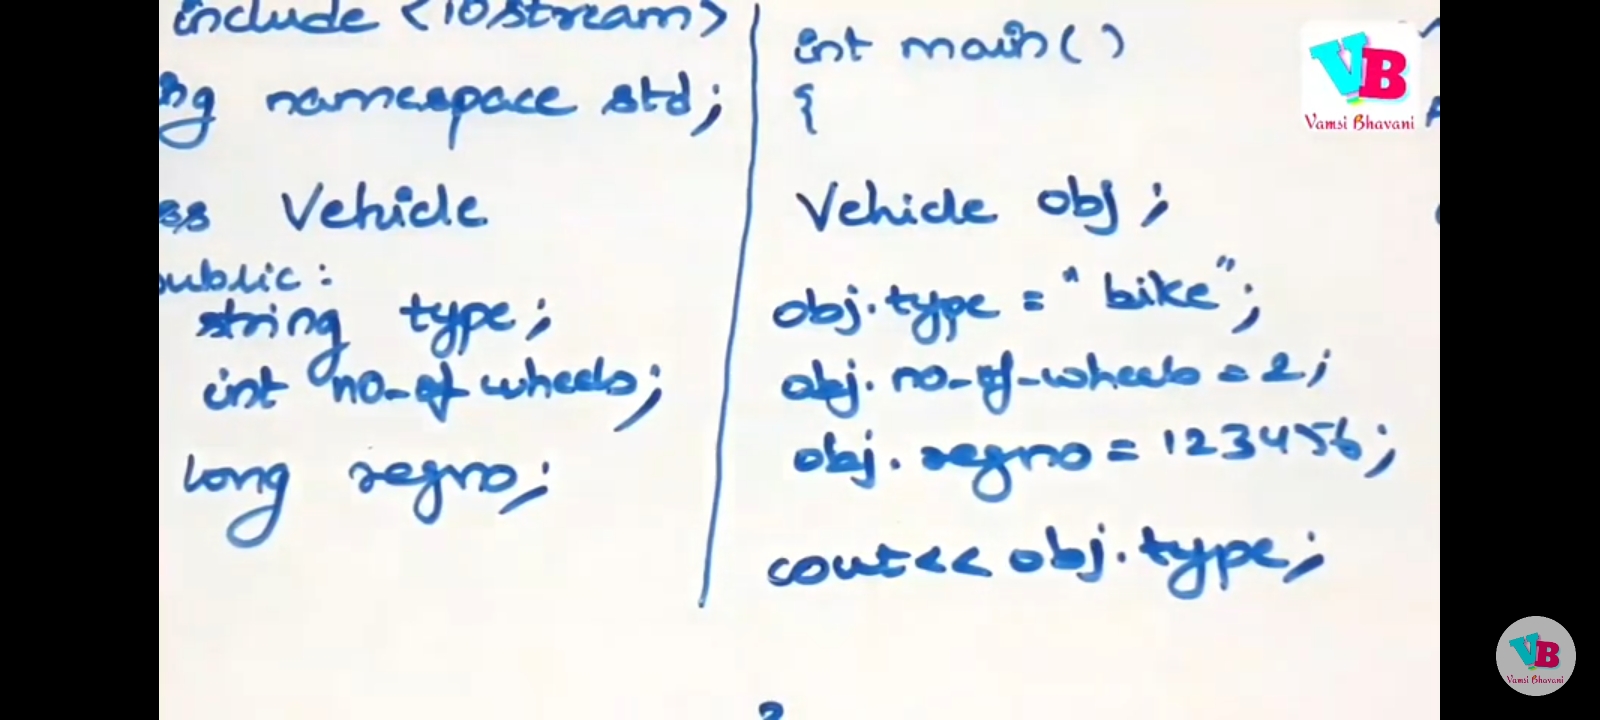 include <iostream>
ng namespace std;
ss Vehicle
public:
string type;
int no-of-wheels;
long regno;
int main()
{
Vehicle obj;
obj.type = "bike";
obj.no-of-wheels = 2;
obj.regno = 123456;
cout<< obj.type;
VB
Vamsi Bhavani
VB
Vamsi Bhavani